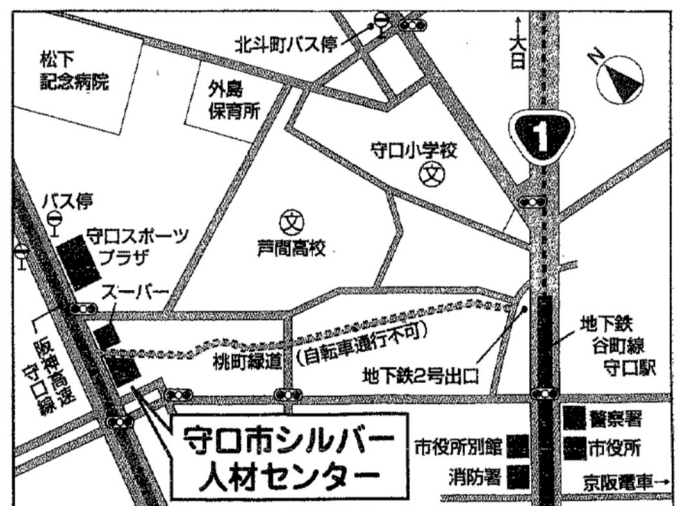 北斗町バス停
↑大日
N
松下
記念病院
外島
保育所
1
守口小学校
文
バス停
文
芦間高校
守口スポーツ
プラザ
スーパー
阪神高速
守口線
桃町緑道
(自転車通行不可)
地下鉄2号出口
地下鉄
谷町線
守口駅
守口市シルバー
人材センター
警察署
市役所別館
市役所
消防署
京阪電車→